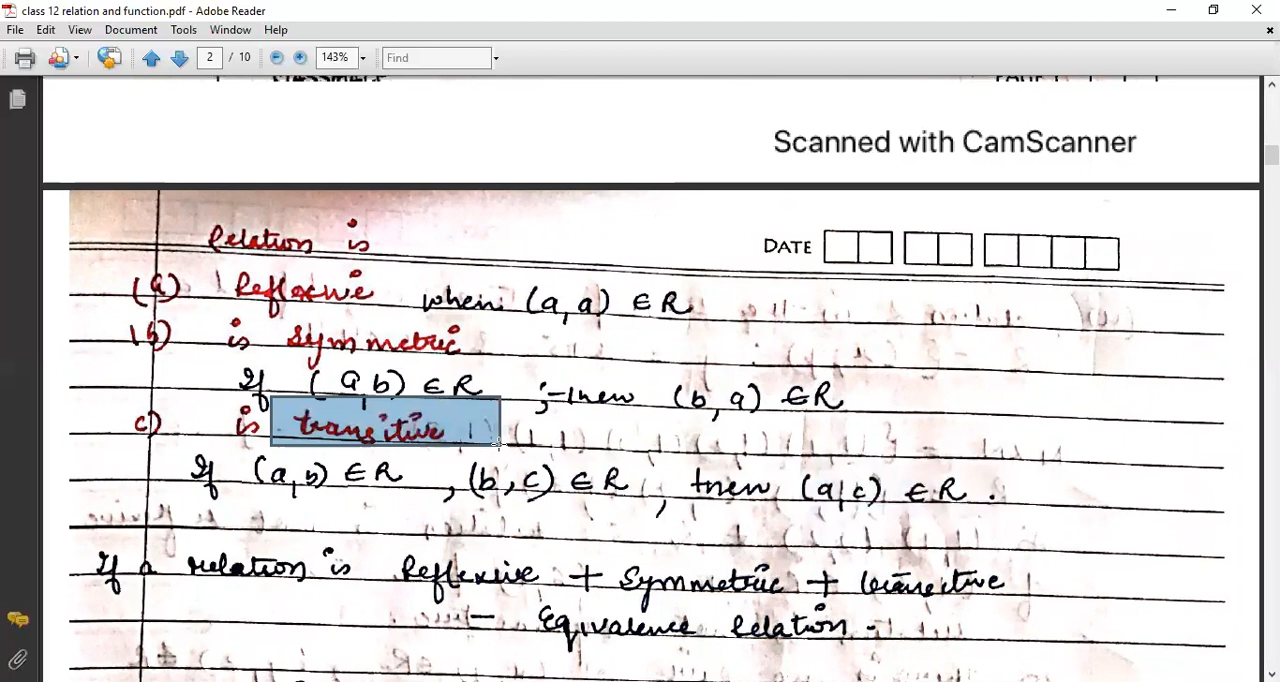 class 12 relation and function.pdf - Adobe Reader
File Edit View Document Tools Window Help
2 / 10 143% Find
Scanned with CamScanner
Relation is
DATE
(a) Reflexive when (a, a) ∈ R
(b) is symmetric
If (a, b) ∈ R ; then (b, a) ∈ R
c) is transitive
If (a, b) ∈ R , (b, c) ∈ R , then (a, c) ∈ R .
If a relation is Reflexive + Symmetric +
— Equivalence Relation .